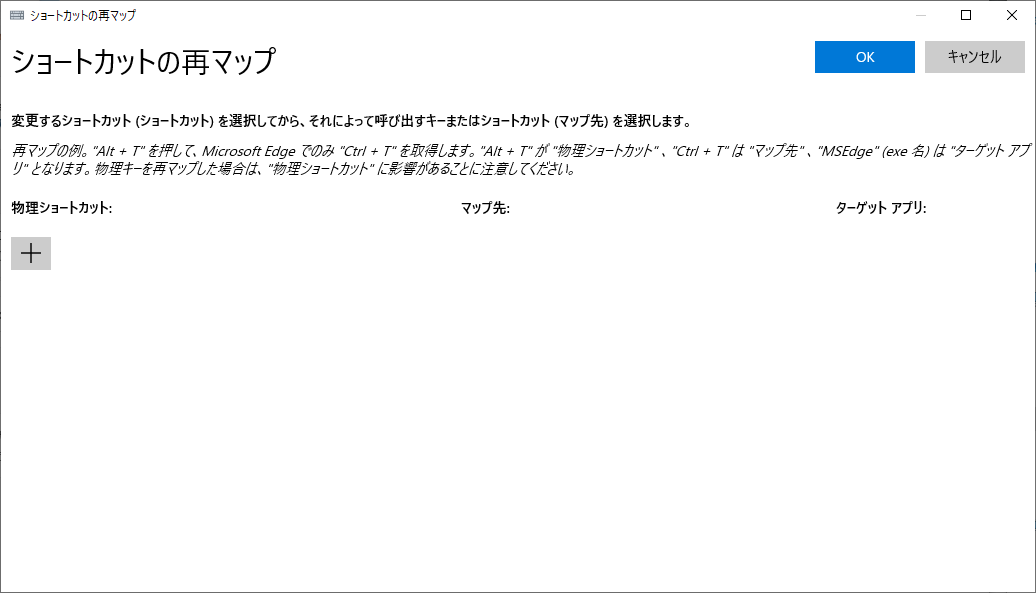 ショートカットの再マップ
ショートカットの再マップ
OK
キャンセル
変更するショートカット (ショートカット) を選択してから、それによって呼び出すキーまたはショートカット (マップ先) を選択します。
再マップの例。"Alt + T" を押して、Microsoft Edge でのみ "Ctrl + T" を取得します。"Alt + T" が "物理ショートカット" 、"Ctrl + T" は "マップ先" 、"MSEdge" (exe 名) は "ターゲット アプ
リ" となります。物理キーを再マップした場合は、"物理ショートカット" に影響があることに注意してください。
物理ショートカット:
マップ先:
ターゲット アプリ: